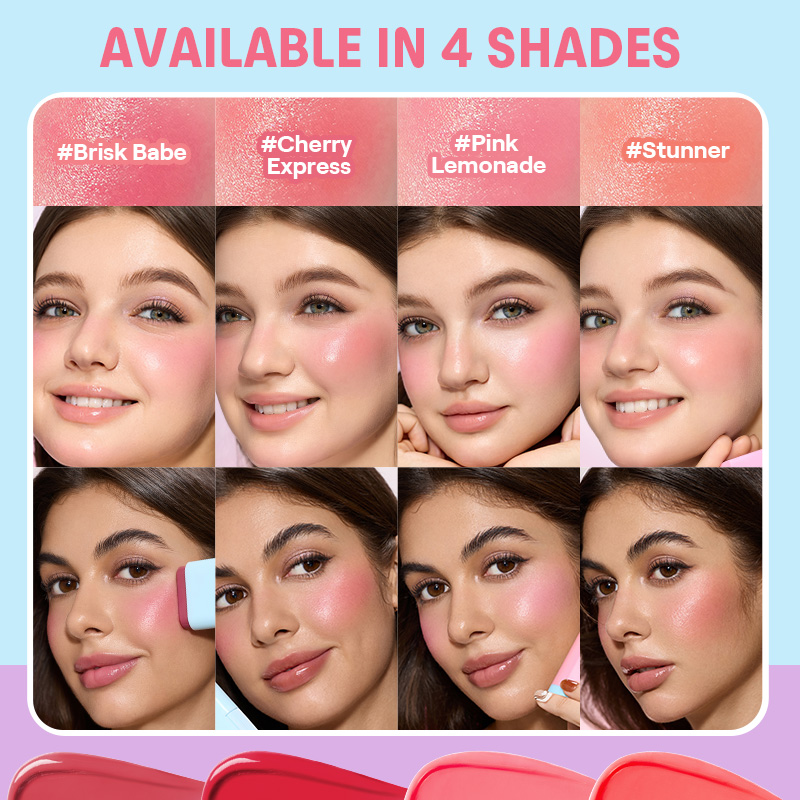 AVAILABLE IN 4 SHADES
#Brisk Babe
#Cherry
Express
#Pink
Lemonade
#Stunner